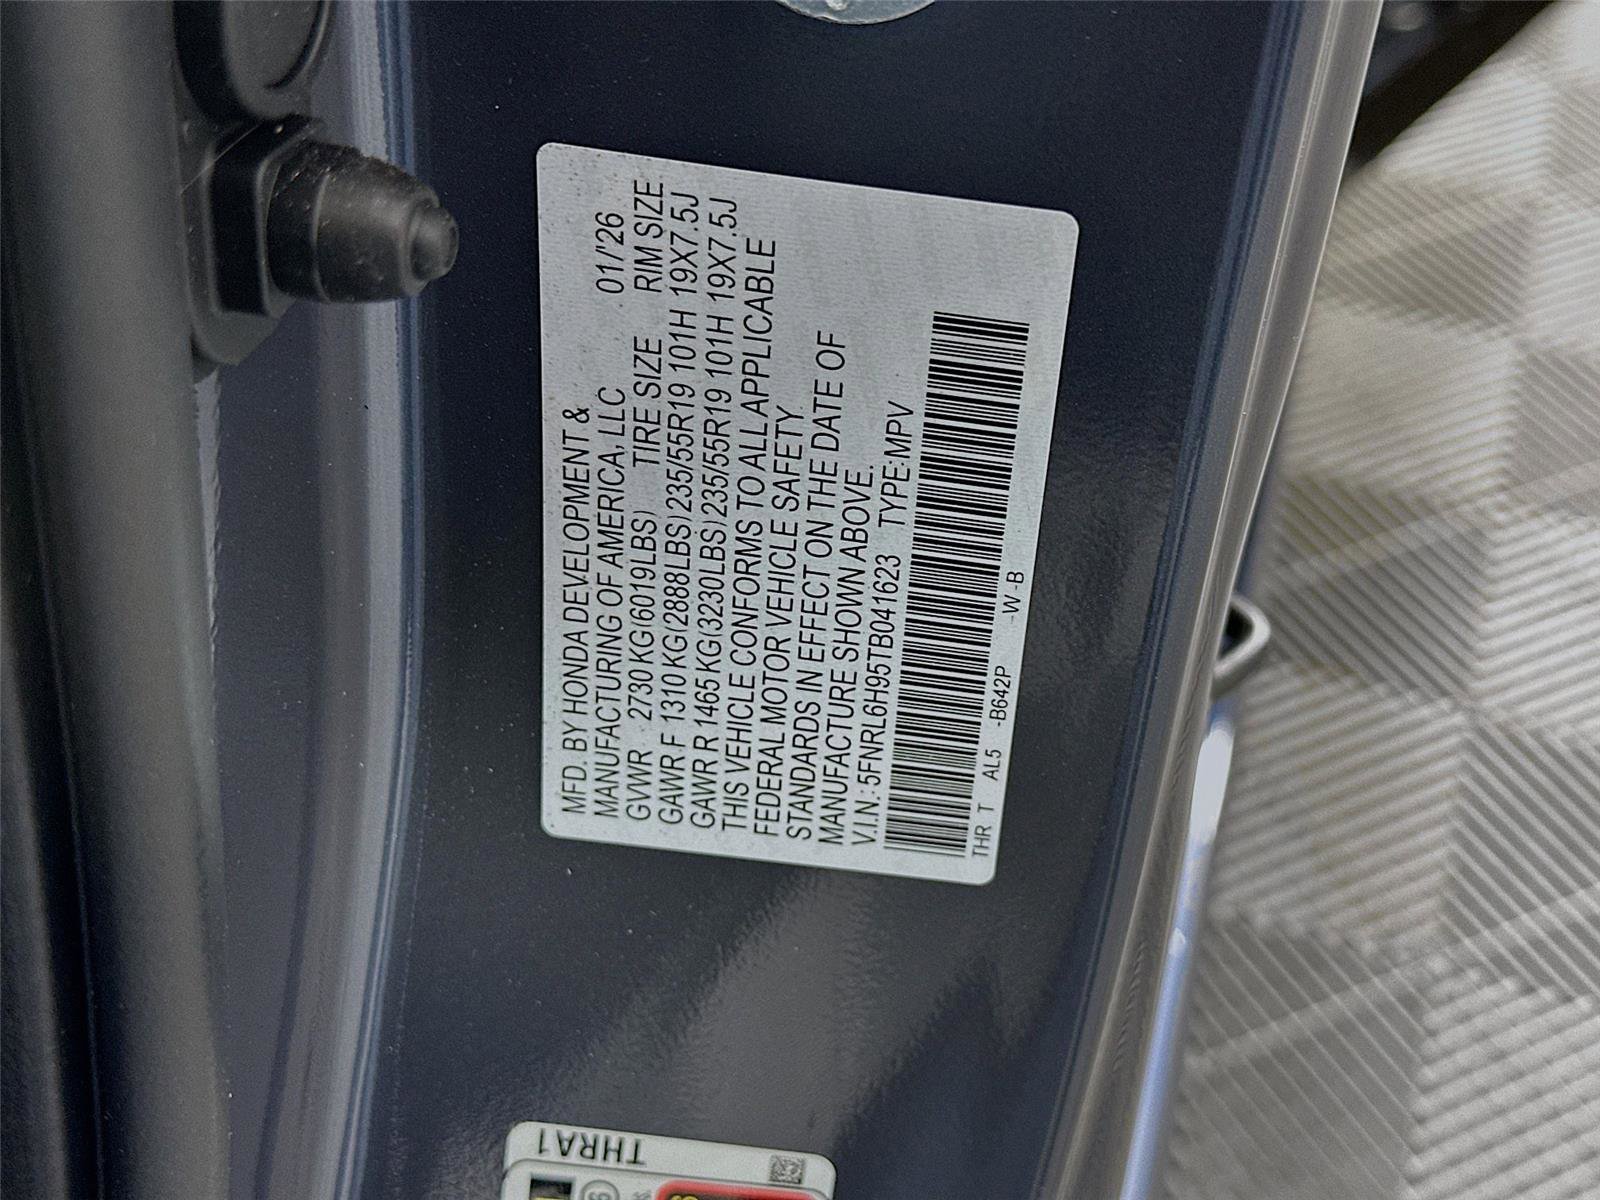 MFD. BY HONDA DEVELOPMENT &
MANUFACTURING OF AMERICA, LLC 01/'26
GVWR 2730 KG(6019LBS) TIRE SIZE RIM SIZE
GAWR F 1310 KG(2888LBS) 235/55R19 101H 19X7.5J
GAWR R 1465 KG(3230LBS) 235/55R19 101H 19X7.5J
THIS VEHICLE CONFORMS TO ALL APPLICABLE
FEDERAL MOTOR VEHICLE SAFETY
STANDARDS IN EFFECT ON THE DATE OF
MANUFACTURE SHOWN ABOVE.
V.I.N.: 5FNRL6H95TB041623 TYPE:MPV
THR T AL5 -B642P -W -B
THRA1